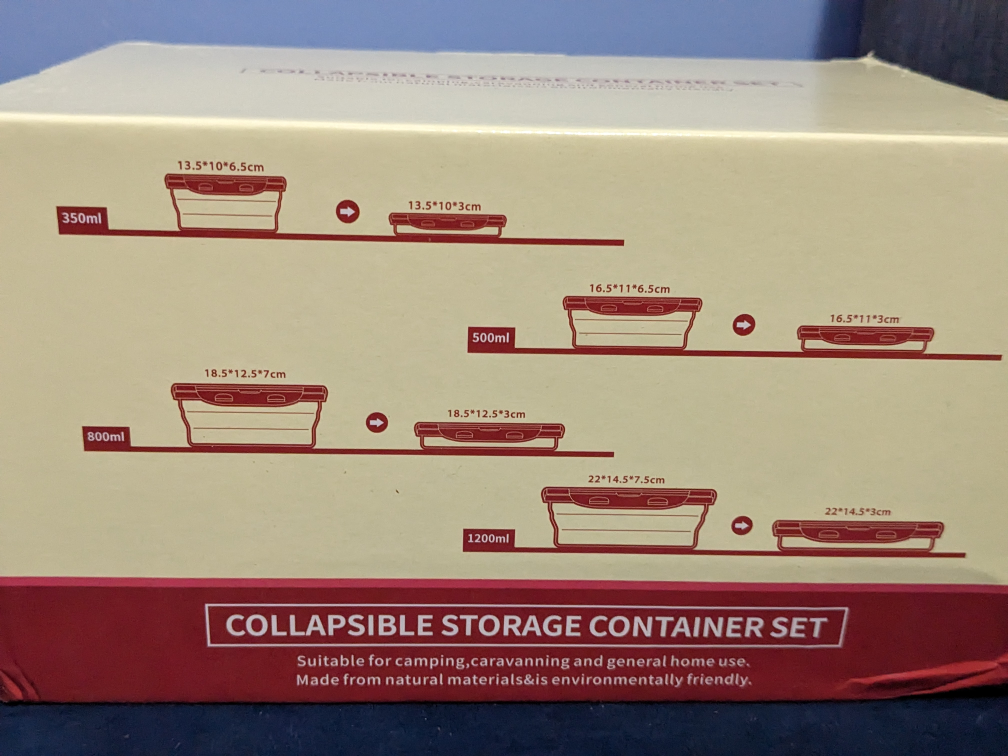 COLLAPSIBLE STORAGE CONTAINER SET
13.5*10*6.5cm
13.5*10*3cm
350ml
16.5*11*6.5cm
16.5*11*3cm
500ml
18.5*12.5*7cm
18.5*12.5*3cm
800ml
22*14.5*7.5cm
22*14.5*3cm
1200ml
COLLAPSIBLE STORAGE CONTAINER SET
Suitable for camping,caravanning and general home use.
Made from natural materials&is environmentally friendly.